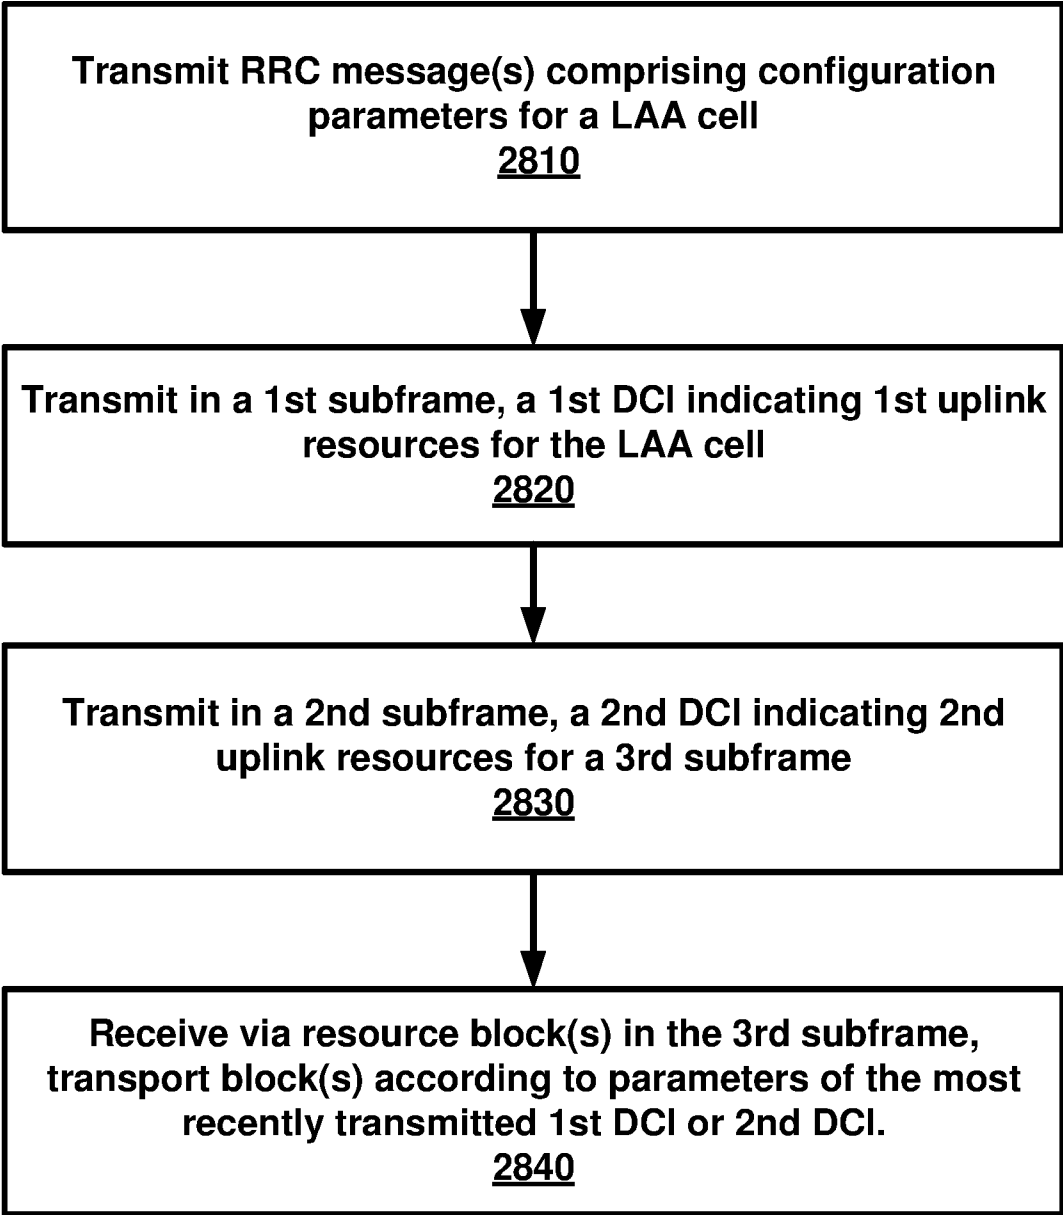 Transmit RRC message(s) comprising configuration
parameters for a LAA cell
2810
Transmit in a 1st subframe, a 1st DCI indicating 1st uplink
resources for the LAA cell
2820
Transmit in a 2nd subframe, a 2nd DCI indicating 2nd
uplink resources for a 3rd subframe
2830
Receive via resource block(s) in the 3rd subframe,
transport block(s) according to parameters of the most
recently transmitted 1st DCI or 2nd DCI.
2840